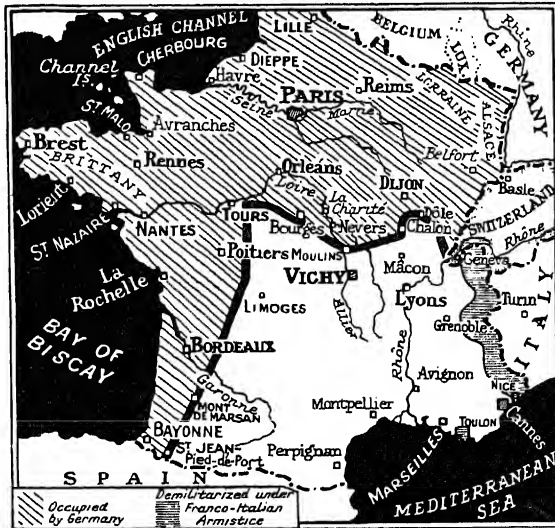 ENGLISH CHANNEL
CHERBOURG
Channel
Is.
LILLE
BELGIUM
LUX.
Rhine
GERMANY
DIEPPE
Havre
Seine
Reims
LORRAINE
ALSACE
PARIS
Marne
ST MALO
Avranches
Brest
BRITTANY
Rennes
Orleáns
Loire
La
Charité
Belfort
DIJON
Basle
Lorient
ST NAZAIRE
NANTES
TOURS
Bourges
Nevers
Dôle
Chalon
SWITZERLAND
Rhône
Geneva
Poitiers
MOULINS
VICHY
Mâcon
La
Rochelle
LIMOGES
Allier
Lyons
Turin
ITALY
Grenoble
BAY OF
BISCAY
BORDEAUX
Garonne
MONT
DE MARSAN
Rhône
Avignon
NICE
Cannes
Montpellier
TOULON
BAYONNE
ST JEAN-
Pied-de-Port
Perpignan
MARSEILLES
SPAIN
MEDITERRANEAN
SEA
Occupied
by Germany
Demilitarized under
Franco-Italian
Armistice